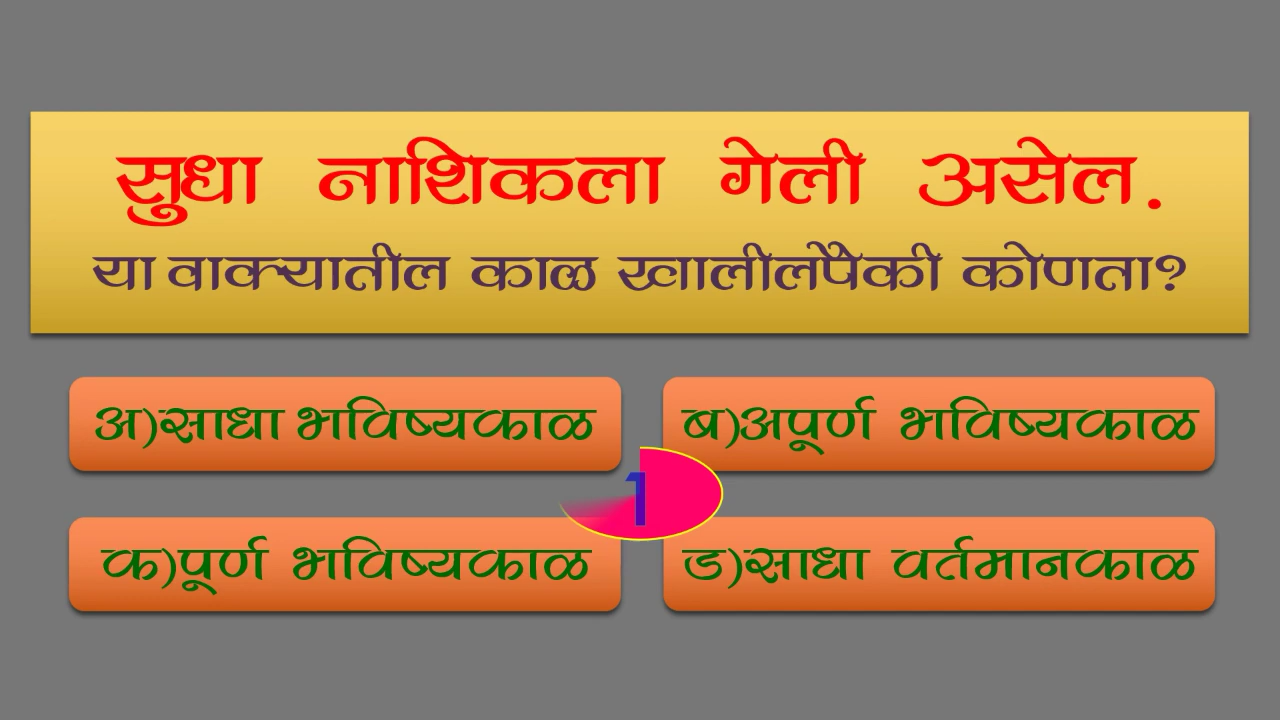 सुधा नाशिकला गेली असेल.
या वाक्यातील काळ खालीलपैकी कोणता?
अ)साधा भविष्यकाळ
ब)अपूर्ण भविष्यकाळ
1
क)पूर्ण भविष्यकाळ
ड)साधा वर्तमानकाळ